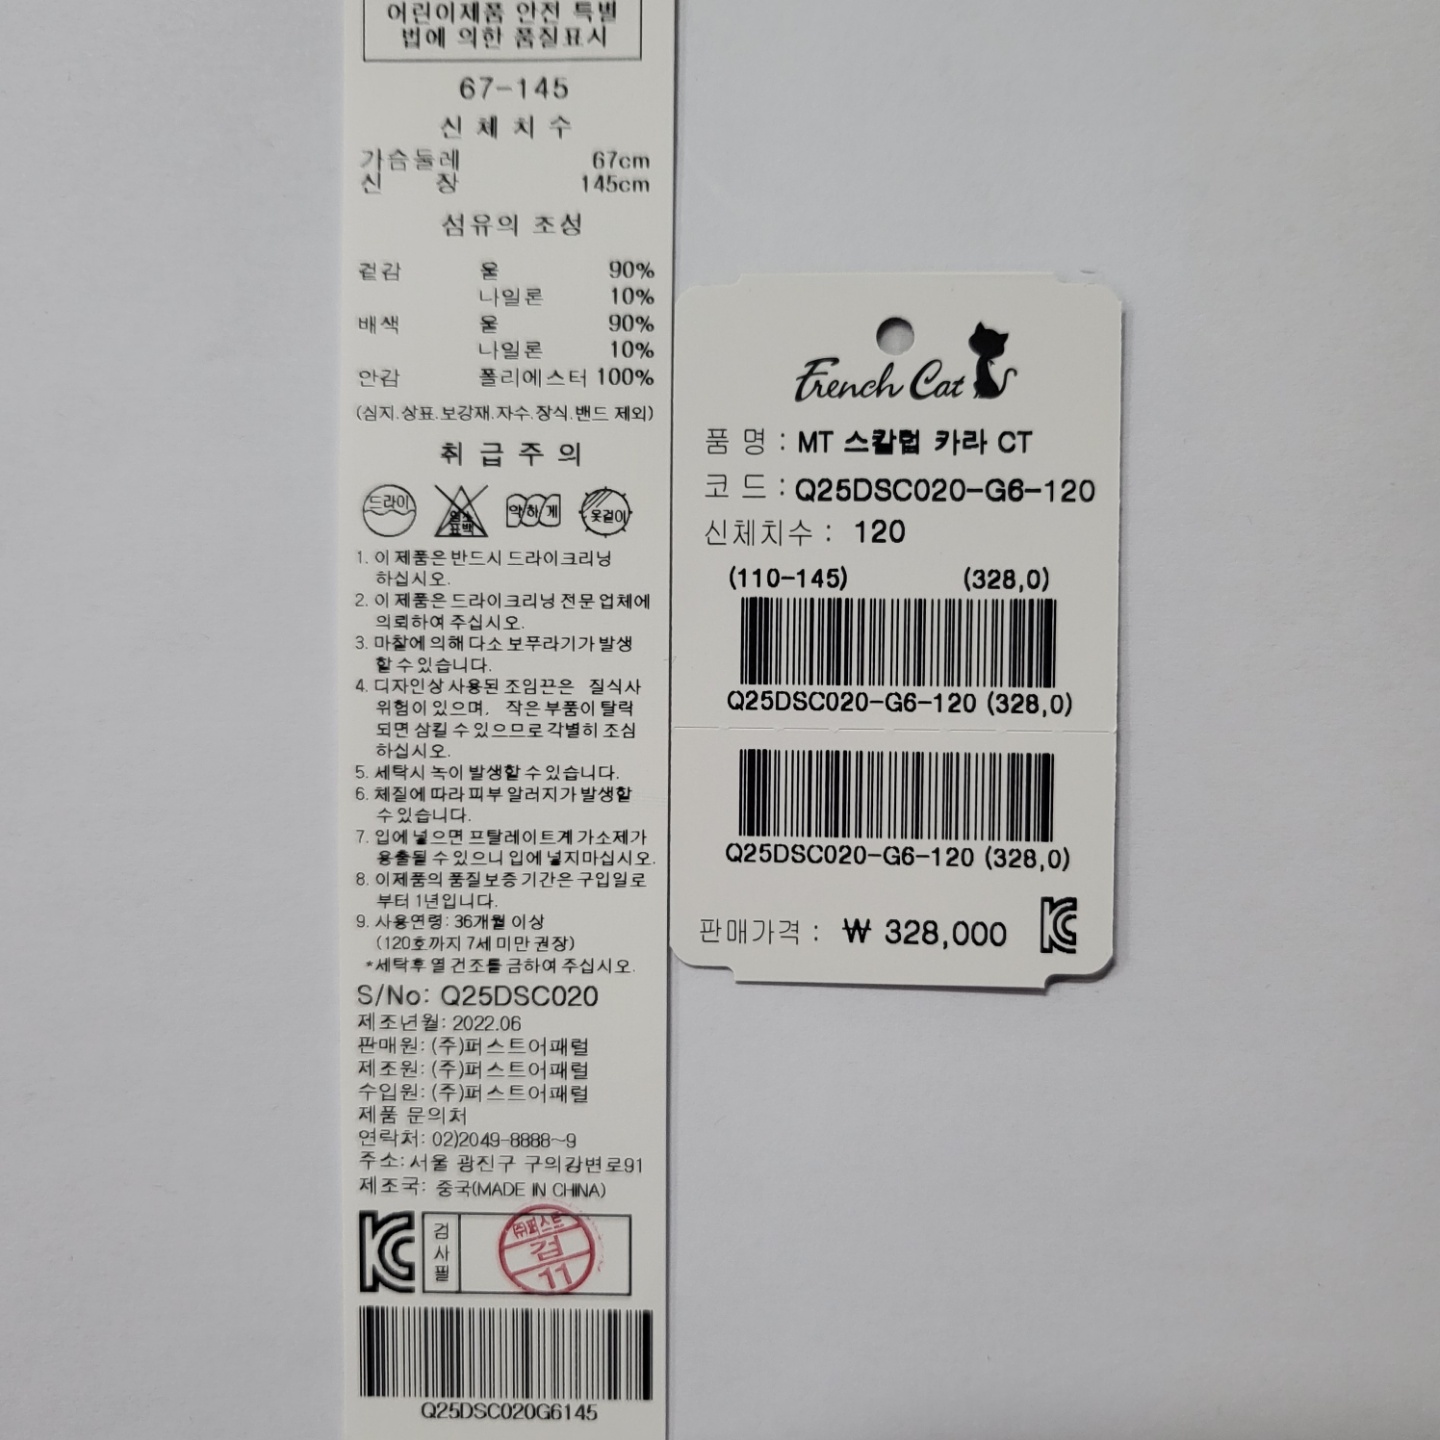 어린이제품 안전 특별
법에 의한 품질표시
67-145
신 체 치 수
가슴둘레 67cm
신 장 145cm
섬유의 조성
겉감 울 90%
나일론 10%
배색 울 90%
나일론 10%
안감 폴리에스터 100%
(심지.상표.보강재.자수.장식.밴드 제외)
취 급 주 의
드라이 염소 표백 약하게 옷걸이
1. 이 제품은 반드시 드라이크리닝
하십시오.
2. 이 제품은 드라이크리닝 전문 업체에
의뢰하여 주십시오.
3. 마찰에 의해 다소 보푸라기가 발생
할 수 있습니다.
4. 디자인상 사용된 조임끈은 질식사
위험이 있으며, 작은 부품이 탈락
되면 삼킬 수 있으므로 각별히 조심
하십시오.
5. 세탁시 녹이 발생할 수 있습니다.
6. 체질에 따라 피부 알러지가 발생할
수 있습니다.
7. 입에 넣으면 프탈레이트계 가소제가
용출될 수 있으니 입에 넣지마십시오.
8. 이제품의 품질보증 기간은 구입일로
부터 1년입니다.
9. 사용연령: 36개월 이상
(120호까지 7세 미만 권장)
*세탁후 열 건조를 금하여 주십시오.
S/No: Q25DSC020
제조년월: 2022.06
판매원: (주)퍼스트어패럴
제조원: (주)퍼스트어패럴
수입원: (주)퍼스트어패럴
제품 문의처
연락처: 02)2049-8888~9
주소: 서울 광진구 구의강변로91
제조국: 중국(MADE IN CHINA)
KC 검사필 ㈜퍼스트 검 11
Q25DSC020G6145
French Cat
품 명 : MT 스칼럽 카라 CT
코 드 : Q25DSC020-G6-120
신체치수 : 120
(110-145) (328,0)
Q25DSC020-G6-120 (328,0)
Q25DSC020-G6-120 (328,0)
판매가격 : ₩ 328,000 KC